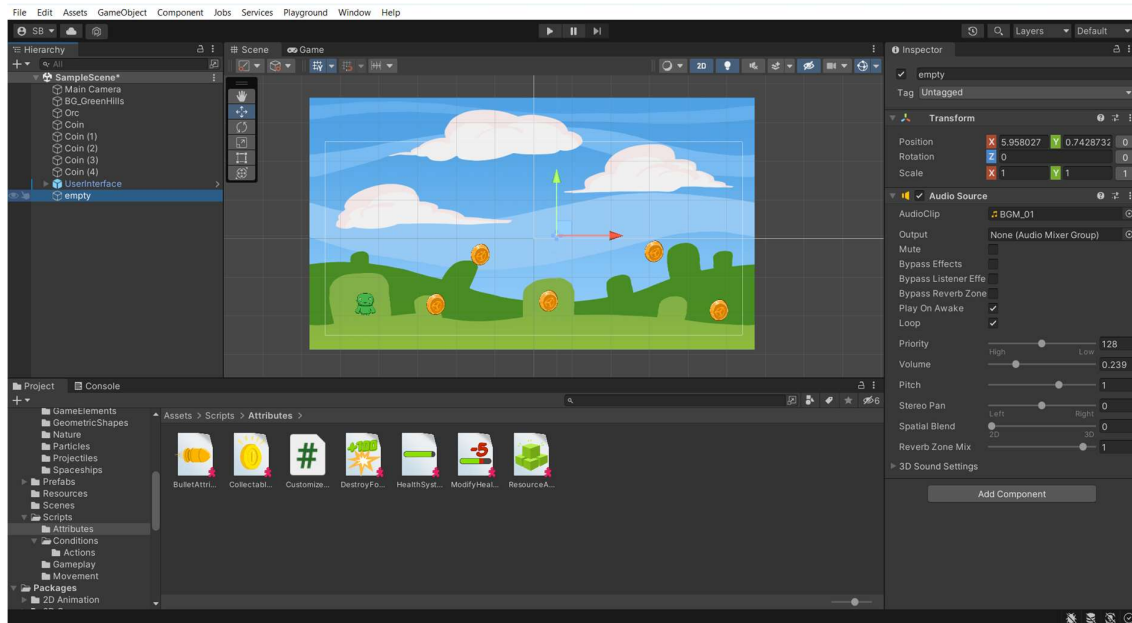 File Edit Assets GameObject Component Jobs Services Playground Window Help
SB Layers Default
Hierarchy # Scene Game Inspector
All 2D empty
SampleScene* Tag Untagged
Main Camera
BG_GreenHills
Orc
Coin
Coin (1)
Coin (2)
Coin (3)
Coin (4)
UserInterface
empty
Transform
Position X 5.958027 Y 0.7428732 0
Rotation Z 0 0
Scale X 1 Y 1 1
Audio Source
AudioClip BGM_01
Output None (Audio Mixer Group)
Mute
Bypass Effects
Bypass Listener Effe
Bypass Reverb Zone
Play On Awake
Loop
Priority 128
High Low
Volume 0.239
Pitch 1
Stereo Pan 0
Left Right
Spatial Blend 0
2D 3D
Reverb Zone Mix 1
3D Sound Settings
Add Component
Project Console
6
GameElements
GeometricShapes
Nature
Particles
Projectiles
Spaceships
Prefabs
Resources
Scenes
Scripts
Attributes
Conditions
Actions
Gameplay
Movement
Packages
2D Animation
Assets > Scripts > Attributes >
+100 # -5
BulletAttri... Collectabl... Customize... DestroyFo... HealthSyst... ModifyHeal... ResourceA...